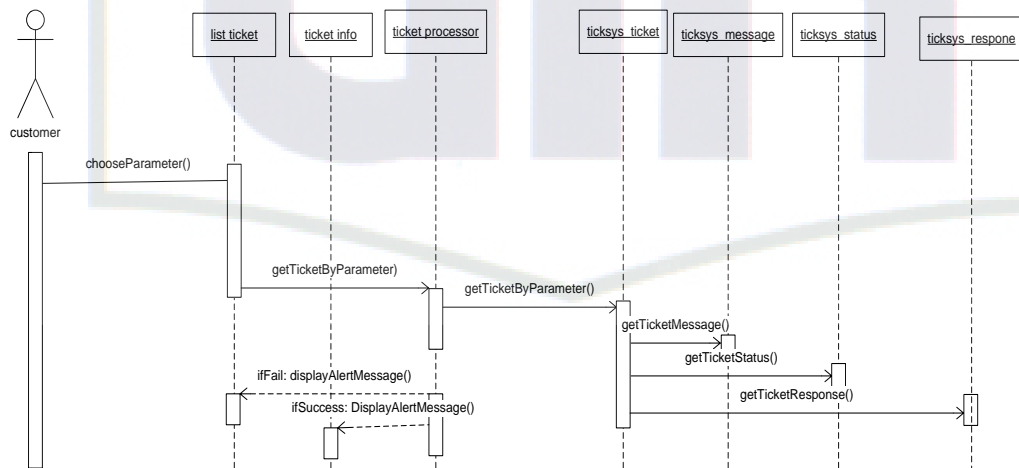 list ticket
ticket info
ticket processor
ticksys_ticket
ticksys_message
ticksys_status
ticksys_respone
customer
chooseParameter()
getTicketByParameter)
getTicketByParameter()
getTicketMessage()
getTicketStatus()
ifFail: displayAlertMessage()
getTicketResponse()
ifSuccess: DisplayAlertMessage()